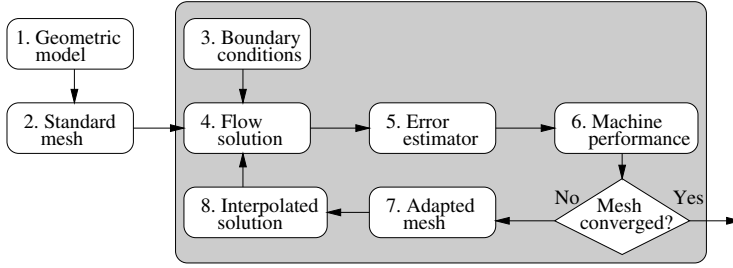 1. Geometric
model
3. Boundary
conditions
2. Standard
mesh
4. Flow
solution
5. Error
estimator
6. Machine
performance
8. Interpolated
solution
7. Adapted
mesh
No
Mesh
converged?
Yes